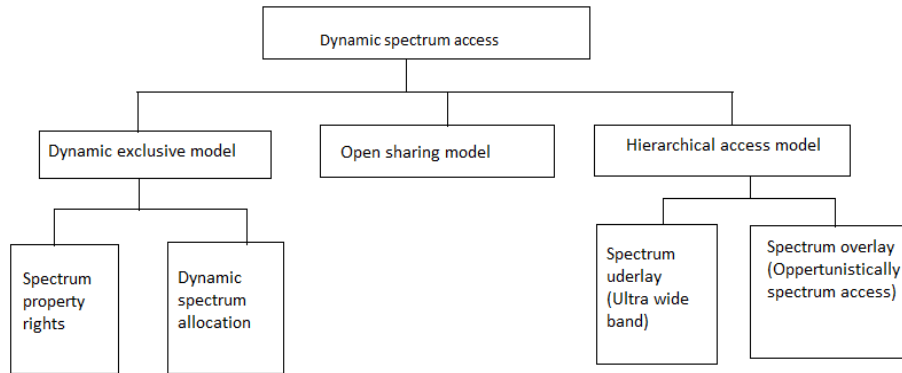 Dynamic spectrum access
Dynamic exclusive model
Open sharing model
Hierarchical access model
Spectrum
property
rights
Dynamic
spectrum
allocation
Spectrum
uderlay
(Ultra wide
band)
Spectrum overlay
(Oppertunistically
spectrum access)